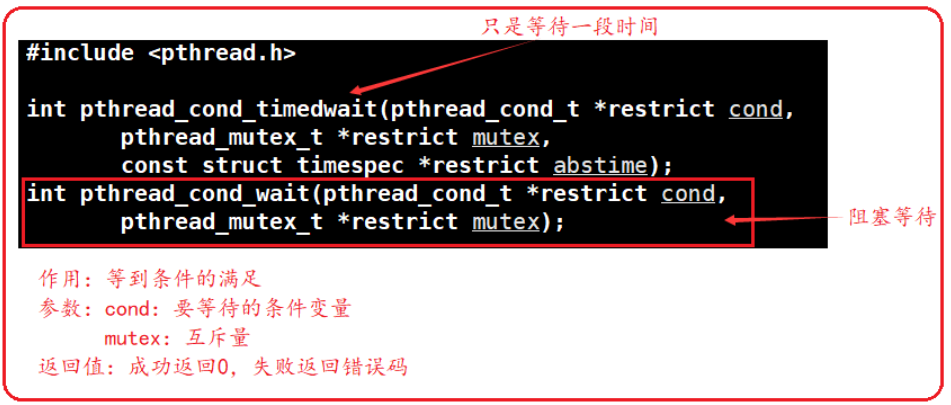 只是等待一段时间
#include <pthread.h>
int pthread_cond_timedwait(pthread_cond_t *restrict cond,
pthread_mutex_t *restrict mutex,
const struct timespec *restrict abstime);
int pthread_cond_wait(pthread_cond_t *restrict cond,
pthread_mutex_t *restrict mutex);
阻塞等待
作用：等到条件的满足
参数：cond：要等待的条件变量
mutex：互斥量
返回值：成功返回0，失败返回错误码